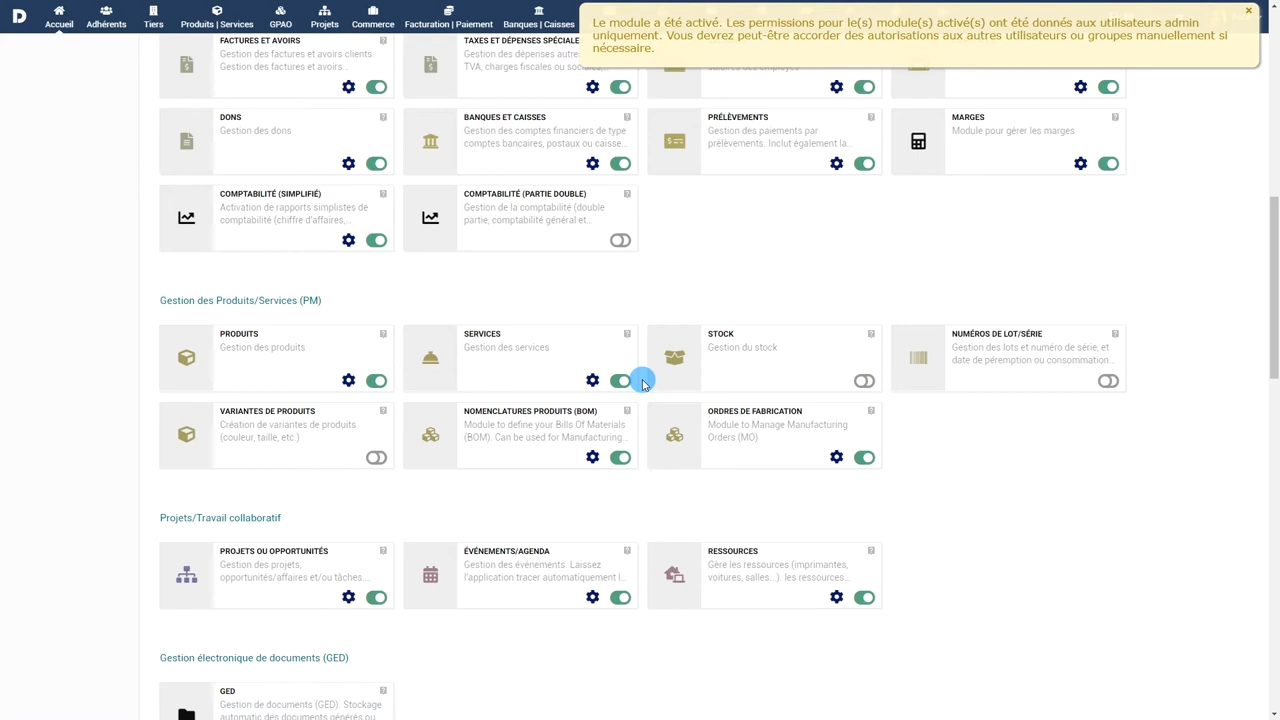 Accueil
Adhérents
Tiers
Produits | Services
GPAO
Projets
Commerce
Facturation | Paiement
Banques | Caisses
Le module a été activé. Les permissions pour le(s) module(s) activé(s) ont été donnés aux utilisateurs admin
uniquement. Vous devrez peut-être accorder des autorisations aux autres utilisateurs ou groupes manuellement si
nécessaire.
FACTURES ET AVOIRS
Gestion des factures et avoirs clients.
Gestion des factures et avoirs...
TAXES ET DÉPENSES SPÉCIALE
Gestion des dépenses autre
TVA, charges fiscales ou sociales,...
DONS
Gestion des dons
BANQUES ET CAISSES
Gestion des comptes financiers de type
comptes bancaires, postaux ou caisse...
PRÉLÈVEMENTS
Gestion des paiements par
prélèvements. Inclut également la...
MARGES
Module pour gérer les marges
COMPTABILITÉ (SIMPLIFIÉ)
Activation de rapports simplistes de
comptabilité (chiffre d'affaires,...
COMPTABILITÉ (PARTIE DOUBLE)
Gestion de la comptabilité (double
partie, comptabilité général et...
Gestion des Produits/Services (PM)
PRODUITS
Gestion des produits
SERVICES
Gestion des services
STOCK
Gestion du stock
NUMÉROS DE LOT/SÉRIE
Gestion des lots et numéro de série, et
date de péremption ou consommation...
VARIANTES DE PRODUITS
Création de variantes de produits
(couleur, taille, etc.)
NOMENCLATURES PRODUITS (BOM)
Module to define your Bills Of Materials
(BOM). Can be used for Manufacturing...
ORDRES DE FABRICATION
Module to Manage Manufacturing
Orders (MO)
Projets/Travail collaboratif
PROJETS OU OPPORTUNITÉS
Gestion des projets,
opportunités/affaires et/ou tâches....
ÉVÉNEMENTS/AGENDA
Gestion des événements. Laissez
l'application tracer automatiquement l...
RESSOURCES
Gère les ressources (imprimantes,
voitures, salles...) les ressources...
Gestion électronique de documents (GED)
GED
Gestion de documents (GED). Stockage
automatic des documents générés ou